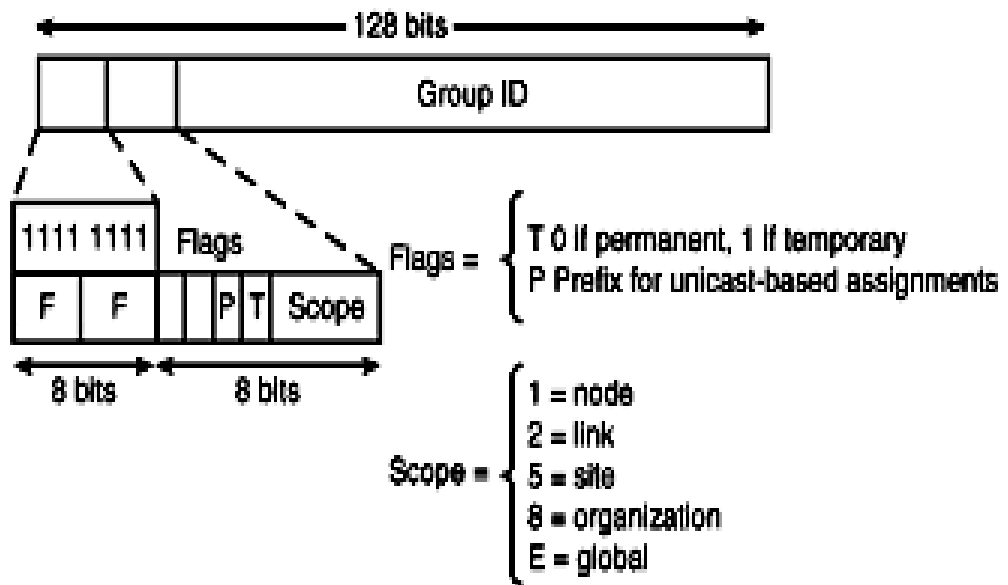 128 bits
Group ID
1111 1111
Flags
F F P T Scope
8 bits 8 bits
Flags =
T 0 if permanent, 1 if temporary
P Prefix for unicast-based assignments
Scope =
1 = node
2 = link
5 = site
8 = organization
E = global